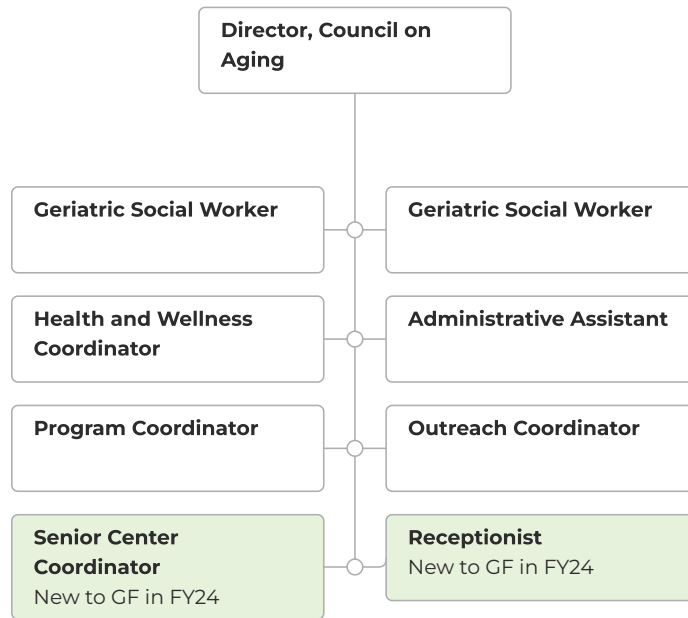 Director, Council on
Aging
Geriatric Social Worker
Geriatric Social Worker
Health and Wellness
Coordinator
Administrative Assistant
Program Coordinator
Outreach Coordinator
Senior Center
Coordinator
New to GF in FY24
Receptionist
New to GF in FY24